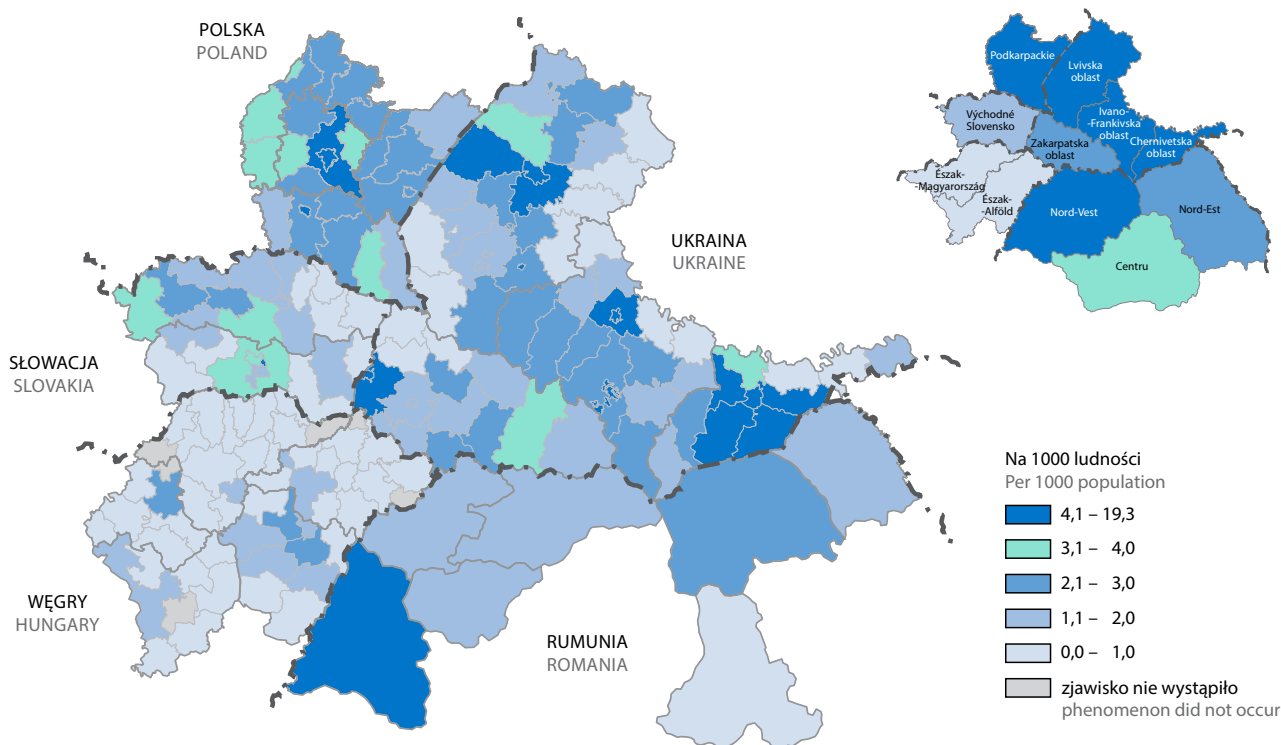 POLSKA
POLAND
UKRAINA
UKRAINE
SŁOWACJA
SLOVAKIA
WĘGRY
HUNGARY
RUMUNIA
ROMANIA
Podkarpackie
Lvivska
oblast
Východné
Slovensko
Ivano-
-Frankivska
oblast
Zakarpatska
oblast
Chernivetska
oblast
Észak-
-Magyarország
Észak-
-Alföld
Nord-Vest
Nord-Est
Centru
Na 1000 ludności
Per 1000 population
4,1 – 19,3
3,1 – 4,0
2,1 – 3,0
1,1 – 2,0
0,0 – 1,0
zjawisko nie wystąpiło
phenomenon did not occur